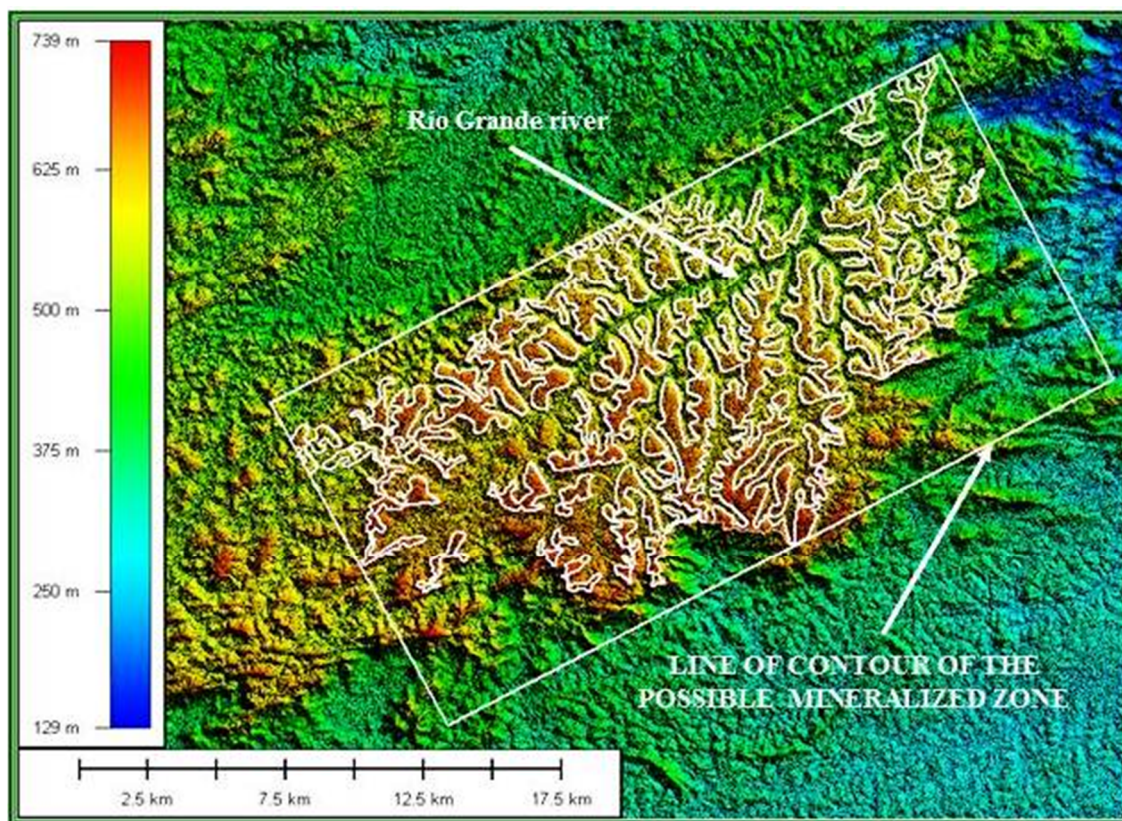 739 m
625 m
500 m
375 m
250 m
129 m
Rio Grande river
LINE OF CONTOUR OF THE
POSSIBLE MINERALIZED ZONE
2.5 km 7.5 km 12.5 km 17.5 km